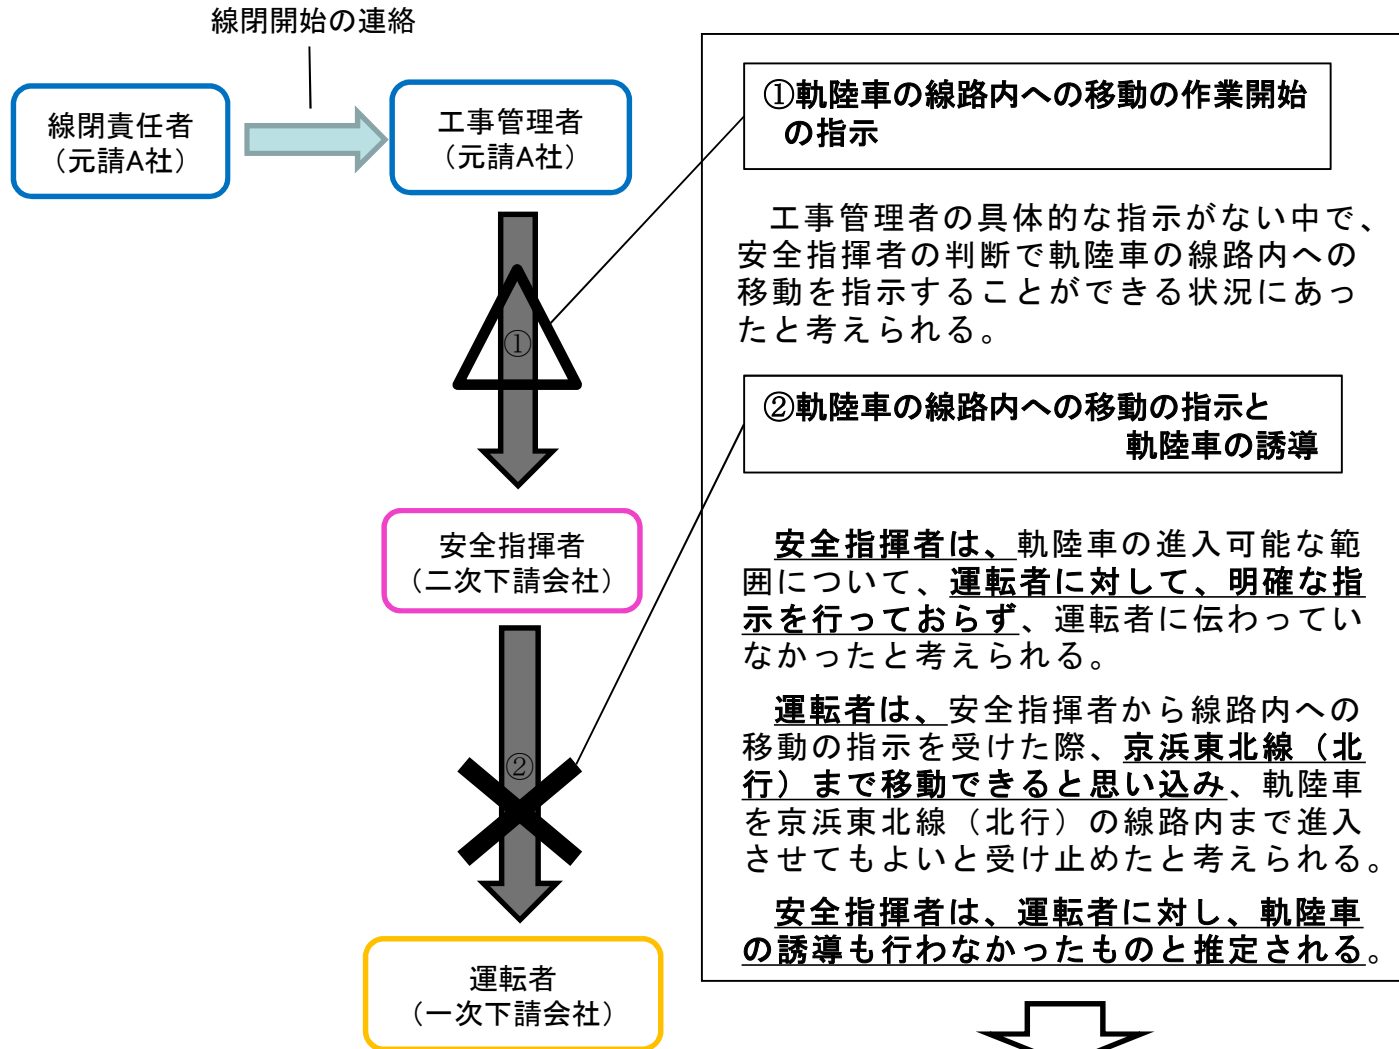 線閉開始の連絡
線閉責任者
（元請A社）
工事管理者
（元請A社）
①
安全指揮者
（二次下請会社）
②
運転者
（一次下請会社）
①軌陸車の線路内への移動の作業開始
の指示
工事管理者の具体的な指示がない中で、
安全指揮者の判断で軌陸車の線路内への
移動を指示することができる状況にあっ
たと考えられる。
②軌陸車の線路内への移動の指示と
軌陸車の誘導
安全指揮者は、軌陸車の進入可能な範
囲について、運転者に対して、明確な指
示を行っておらず、運転者に伝わってい
なかったと考えられる。
運転者は、安全指揮者から線路内への
移動の指示を受けた際、京浜東北線（北
行）まで移動できると思い込み、軌陸車
を京浜東北線（北行）の線路内まで進入
させてもよいと受け止めたと考えられる。
安全指揮者は、運転者に対し、軌陸車
の誘導も行わなかったものと推定される。